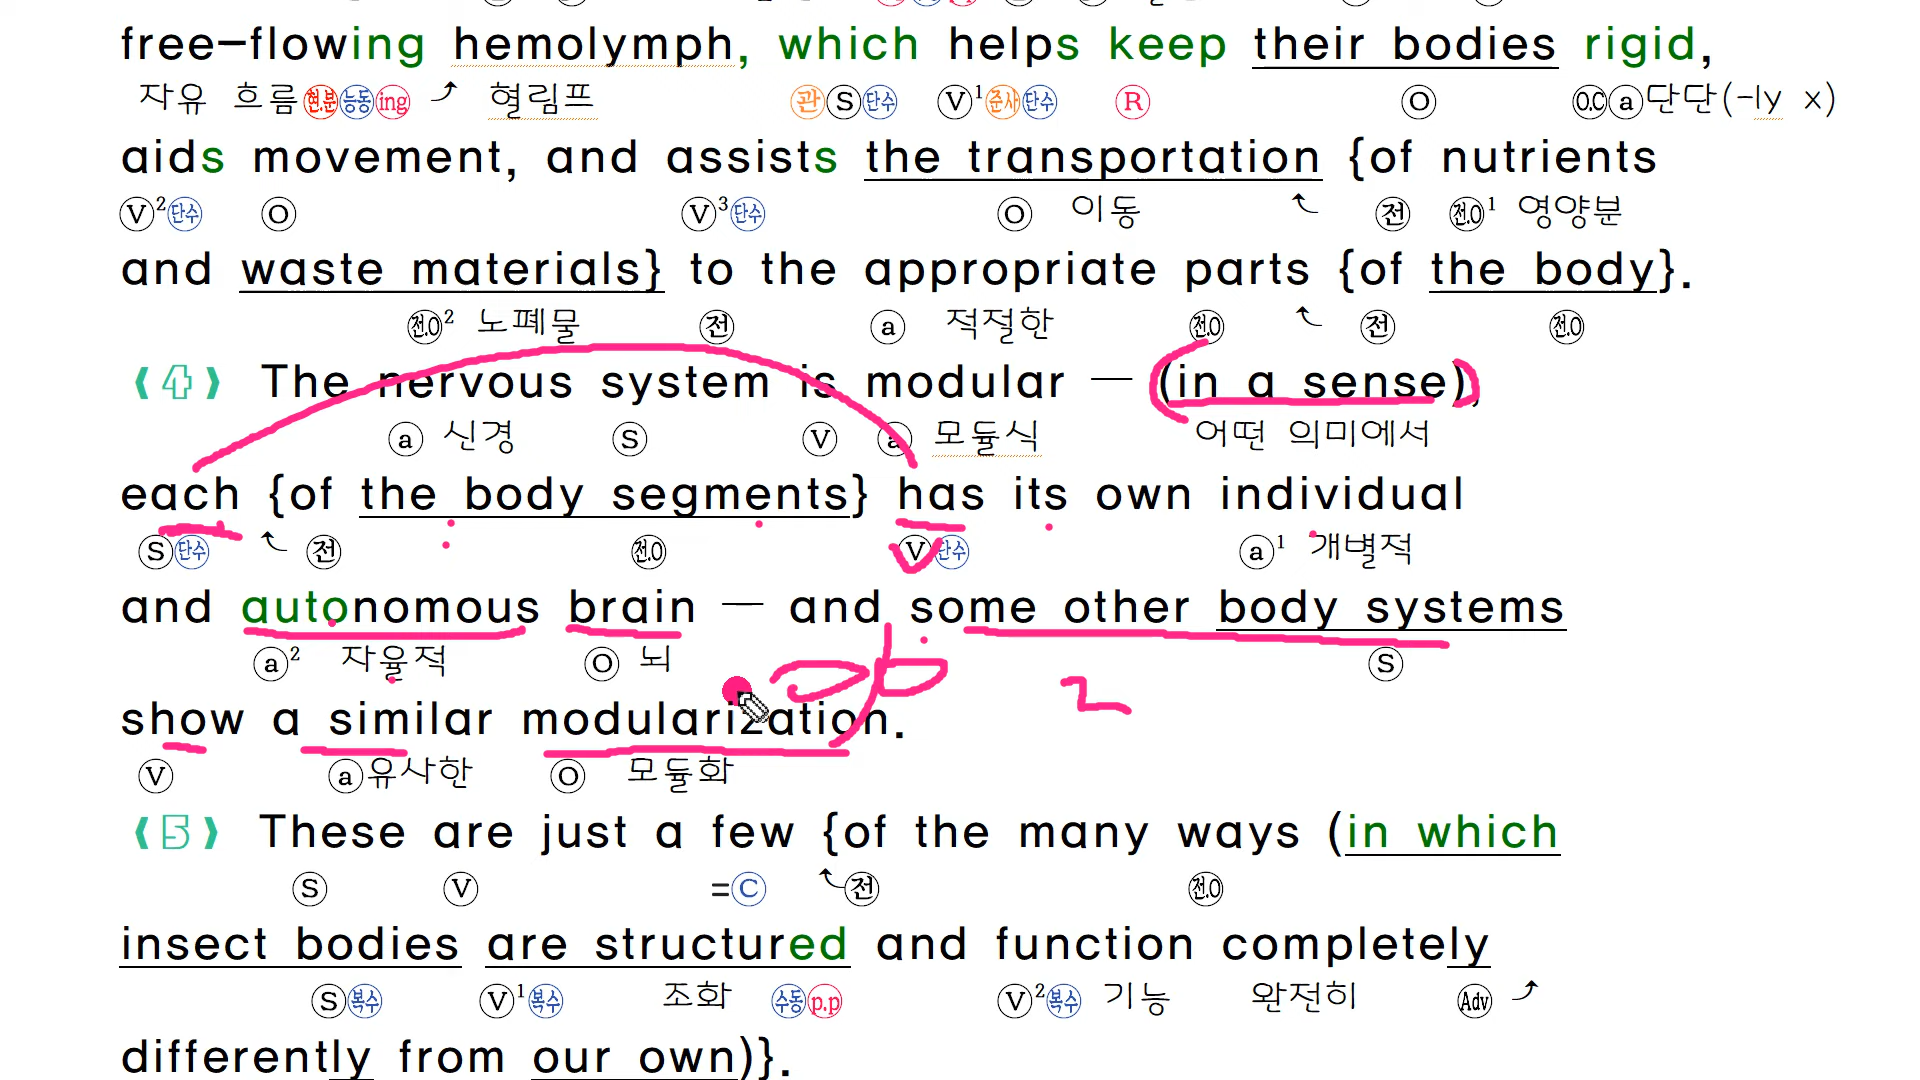 free-flowing hemolymph, which helps keep their bodies rigid,
자유 흐름 현.분 능동 ing 혈림프 관 S 단수 V1 준사 단수 R O O.C a 단단(-ly x)
aids movement, and assists the transportation {of nutrients
V2 단수 O V3 단수 O 이동 전 전.O1 영양분
and waste materials} to the appropriate parts {of the body}.
전.O2 노폐물 전 a 적절한 전.O 전 전.O
(4) The nervous system is modular — (in a sense),
a 신경 S V a 모듈식 어떤 의미에서
each {of the body segments} has its own individual
S 단수 전 전.O V 단수 a1 개별적
and autonomous brain — and some other body systems
a2 자율적 O 뇌 S
show a similar modularization.
V a 유사한 O 모듈화
(5) These are just a few {of the many ways (in which
S V =C 전 전.O
insect bodies are structured and function completely
S 복수 V1 복수 조화 수동 p.p V2 복수 기능 완전히 Adv
differently from our own)}.